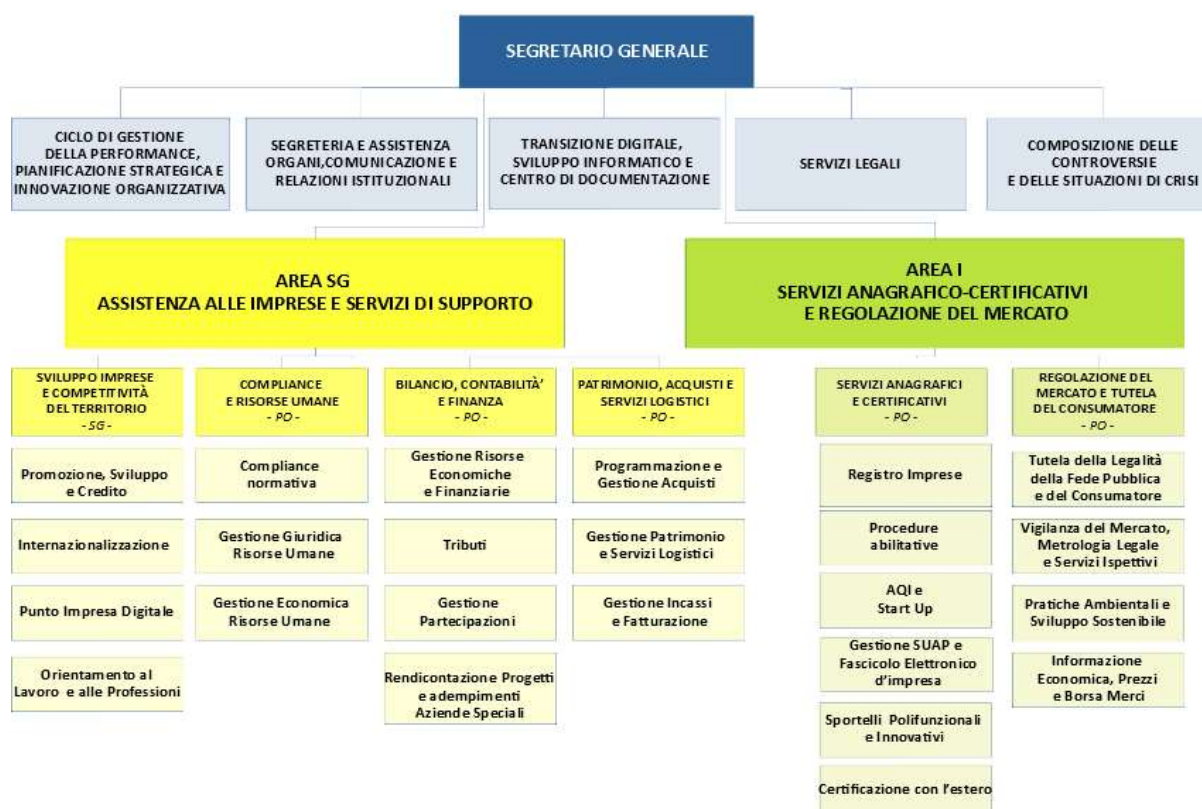 SEGRETARIO GENERALE
CICLO DI GESTIONE
DELLA PERFORMANCE,
PIANIFICAZIONE STRATEGICA E
INNOVAZIONE ORGANIZZATIVA
SEGRETERIA E ASSISTENZA
ORGANI,COMUNICAZIONE E
RELAZIONI ISTITUZIONALI
TRANSIZIONE DIGITALE,
SVILUPPO INFORMATICO E
CENTRO DI DOCUMENTAZIONE
SERVIZI LEGALI
COMPOSIZIONE DELLE
CONTROVERSIE
E DELLE SITUAZIONI DI CRISI
AREA SG
ASSISTENZA ALLE IMPRESE E SERVIZI DI SUPPORTO
AREA I
SERVIZI ANAGRAFICO-CERTIFICATIVI
E REGOLAZIONE DEL MERCATO
SVILUPPO IMPRESE
E COMPETITIVITÀ
DEL TERRITORIO
- SG -
Promozione, Sviluppo
e Credito
Internazionalizzazione
Punto Impresa Digitale
Orientamento al
Lavoro e alle Professioni
COMPLIANCE
E RISORSE UMANE
- PO -
Compliance
normativa
Gestione Giuridica
Risorse Umane
Gestione Economica
Risorse Umane
BILANCIO, CONTABILITA'
E FINANZA
- PO -
Gestione Risorse
Economiche
e Finanziarie
Tributi
Gestione
Partecipazioni
Rendicontazione Progetti
e adempimenti
Aziende Speciali
PATRIMONIO, ACQUISTI E
SERVIZI LOGISTICI
- PO -
Programmazione e
Gestione Acquisti
Gestione Patrimonio
e Servizi Logistici
Gestione Incassi
e Fatturazione
SERVIZI ANAGRAFICI
E CERTIFICATIVI
- PO -
Registro Imprese
Procedure
abilitative
AQI e
Start Up
Gestione SUAP e
Fascicolo Elettronico
d'impresa
Sportelli Polifunzionali
e Innovativi
Certificazione con l'estero
REGOLAZIONE DEL
MERCATO E TUTELA
DEL CONSUMATORE
- PO -
Tutela della Legalità
della Fede Pubblica
e del Consumatore
Vigilanza del Mercato,
Metrologia Legale
e Servizi Ispettivi
Pratiche Ambientali e
Sviluppo Sostenibile
Informazione
Economica, Prezzi
e Borsa Merci